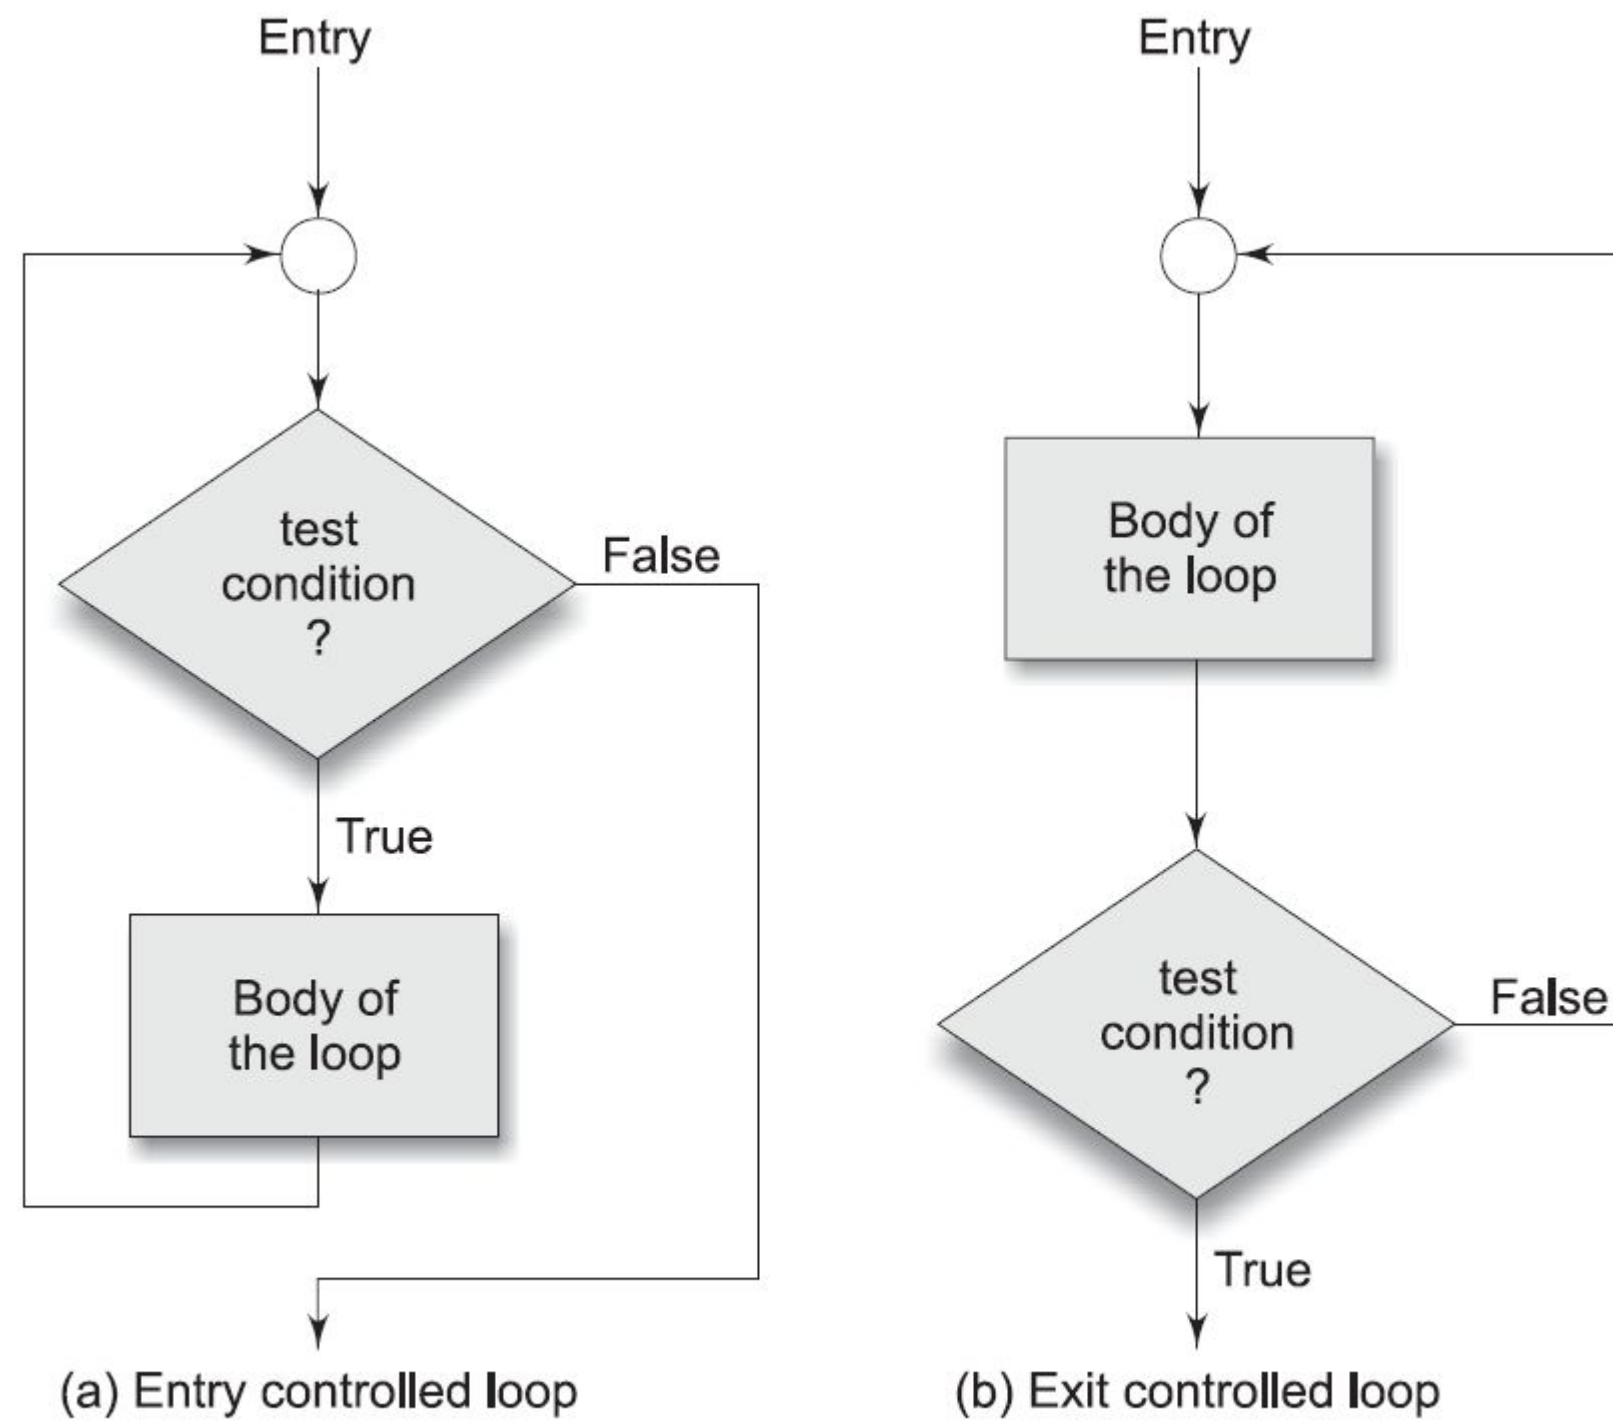 Entry
test
condition
?
False
True
Body of
the loop
(a) Entry controlled loop
Entry
Body of
the loop
test
condition
?
False
True
(b) Exit controlled loop